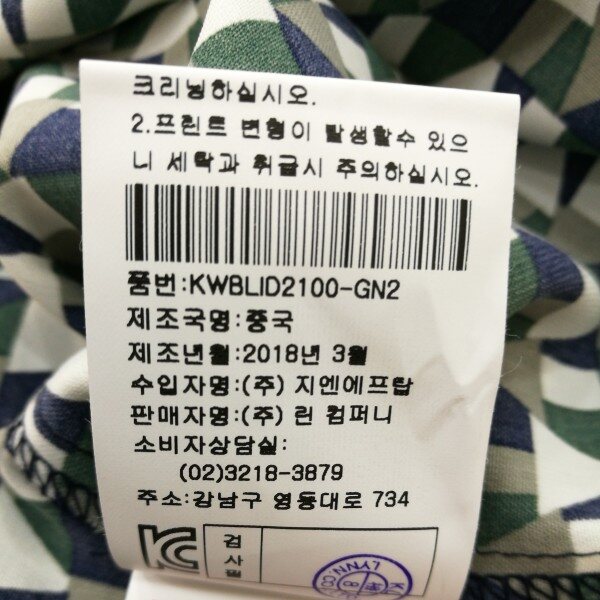 크리닝하십시오.
2.프린트 변형이 발생할수 있으
니 세탁과 취급시 주의하십시오.
품번:KWBLID2100-GN2
제조국명:중국
제조년월:2018년 3월
수입자명:(주) 지엔에프탑
판매자명:(주) 린 컴퍼니
소비자상담실:
(02)3218-3879
주소:강남구 영동대로 734
검사필
LYNN
8